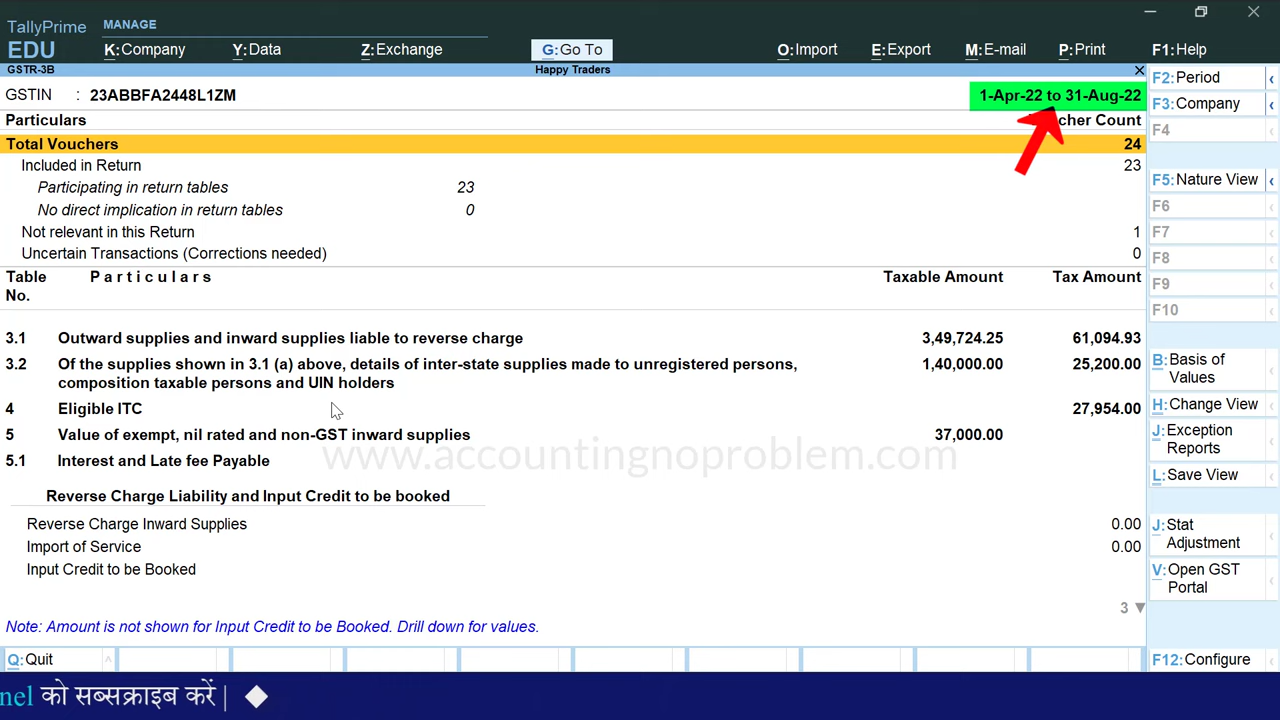 TallyPrime
EDU
MANAGE
K:Company Y:Data Z:Exchange G:Go To O:Import E:Export M:E-mail P:Print F1:Help
GSTR-3B Happy Traders
GSTIN : 23ABBFA2448L1ZM 1-Apr-22 to 31-Aug-22
Particulars Count
Total Vouchers 24
Included in Return 23
Participating in return tables 23
No direct implication in return tables 0
Not relevant in this Return 1
Uncertain Transactions (Corrections needed) 0
Table No. Particulars Taxable Amount Tax Amount
3.1 Outward supplies and inward supplies liable to reverse charge 3,49,724.25 61,094.93
3.2 Of the supplies shown in 3.1 (a) above, details of inter-state supplies made to unregistered persons, 1,40,000.00 25,200.00
composition taxable persons and UIN holders
4 Eligible ITC 27,954.00
5 Value of exempt, nil rated and non-GST inward supplies 37,000.00
www.accountingnoproblem.com
5.1 Interest and Late fee Payable
Reverse Charge Liability and Input Credit to be booked
Reverse Charge Inward Supplies 0.00
Import of Service 0.00
Input Credit to be Booked
3
Note: Amount is not shown for Input Credit to be Booked. Drill down for values.
Q:Quit
F2:Period
F3:Company
F4
F5:Nature View
F6
F7
F8
F9
F10
B:Basis of
Values
H:Change View
J:Exception
Reports
L:Save View
J:Stat
Adjustment
V:Open GST
Portal
F12:Configure
nel को सब्सक्राइब करें |